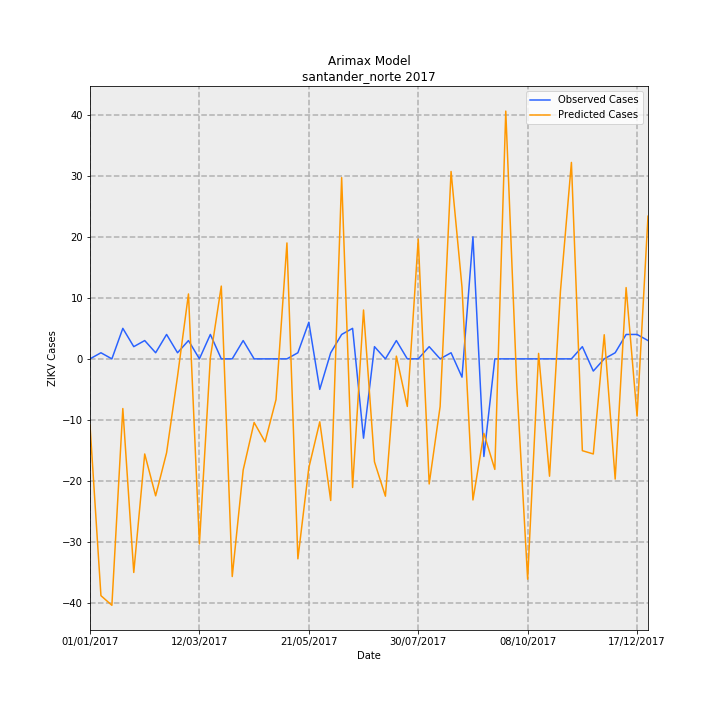 Arimax Model
santander_norte 2017
Observed Cases
Predicted Cases
ZIKV Cases
40
30
20
10
0
−10
−20
−30
−40
01/01/2017
12/03/2017
21/05/2017
30/07/2017
08/10/2017
17/12/2017
Date